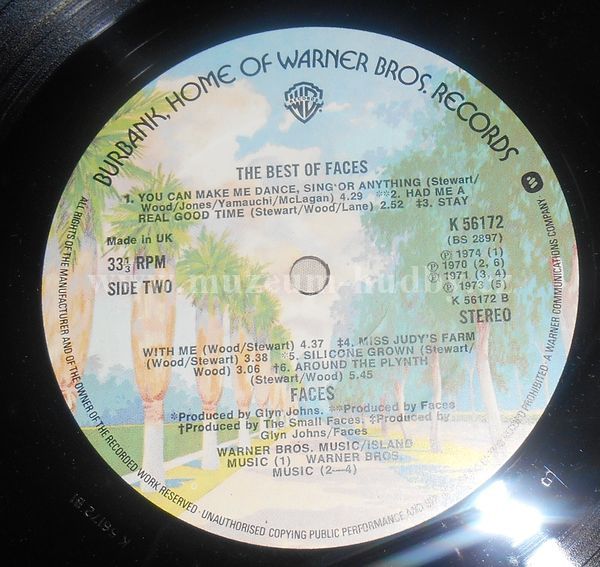 BURBANK, HOME OF WARNER BROS. RECORDS
THE BEST OF FACES
1. YOU CAN MAKE ME DANCE, SING OR ANYTHING (Stewart/
Wood/Jones/Yamauchi/McLagan) 4.29 **2. HAD ME A
REAL GOOD TIME (Stewart/Wood/Lane) 2.52 ‡3. STAY
K 56172
(BS 2897)
Made in UK
33⅓ RPM
SIDE TWO
Ⓟ 1974 (1)
Ⓟ 1970 (2, 6)
Ⓟ 1971 (3, 4)
Ⓟ 1973 (5)
K 56172 B
STEREO
www.muzeum-hudby.cz
WITH ME (Wood/Stewart) 4.37 ‡4. MISS JUDY'S FARM
(Wood/Stewart) 3.38 *5. SILICONE GROWN (Stewart/
Wood) 3.06 †6. AROUND THE PLYNTH
(Stewart/Wood) 5.45
FACES
*Produced by Glyn Johns. **Produced by Faces
†Produced by The Small Faces. ‡Produced by
Glyn Johns/Faces
WARNER BROS. MUSIC/ISLAND
MUSIC (1) WARNER BROS.
MUSIC (2—4)
ALL RIGHTS OF THE MANUFACTURER AND OF THE OWNER OF THE RECORDED WORK RESERVED · UNAUTHORISED COPYING PUBLIC PERFORMANCE AND PROHIBITED · A WARNER COMMUNICATIONS COMPANY